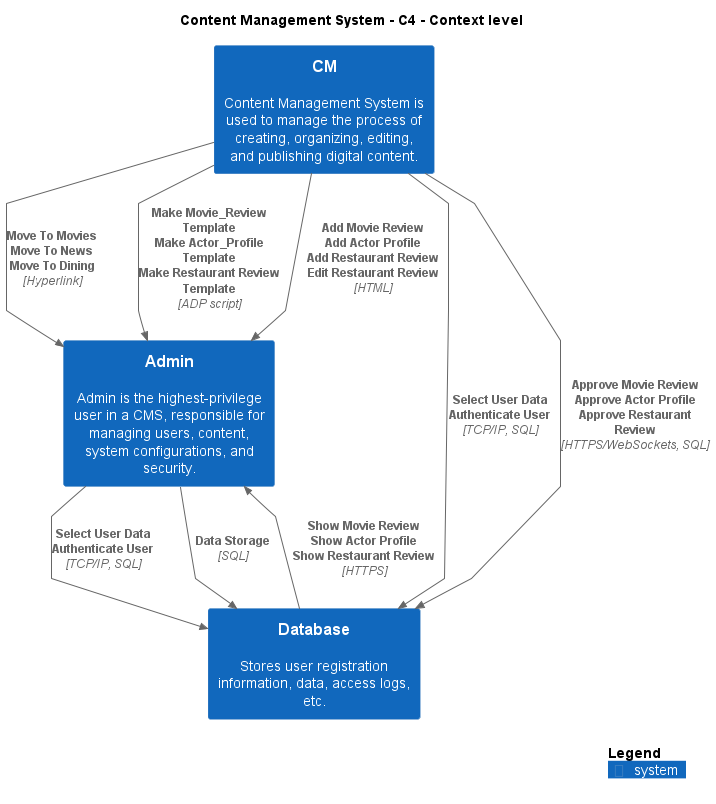 Content Management System - C4 - Context level
CM
Content Management System is
used to manage the process of
creating, organizing, editing,
and publishing digital content.
Move To Movies
Move To News
Move To Dining
[Hyperlink]
Make Movie_Review
Template
Make Actor_Profile
Template
Make Restaurant Review
Template
[ADP script]
Add Movie Review
Add Actor Profile
Add Restaurant Review
Edit Restaurant Review
[HTML]
Admin
Admin is the highest-privilege
user in a CMS, responsible for
managing users, content,
system configurations, and
security.
Select User Data
Authenticate User
[TCP/IP, SQL]
Approve Movie Review
Approve Actor Profile
Approve Restaurant
Review
[HTTPS/WebSockets, SQL]
Select User Data
Authenticate User
[TCP/IP, SQL]
Data Storage
[SQL]
Show Movie Review
Show Actor Profile
Show Restaurant Review
[HTTPS]
Database
Stores user registration
information, data, access logs,
etc.
Legend
system